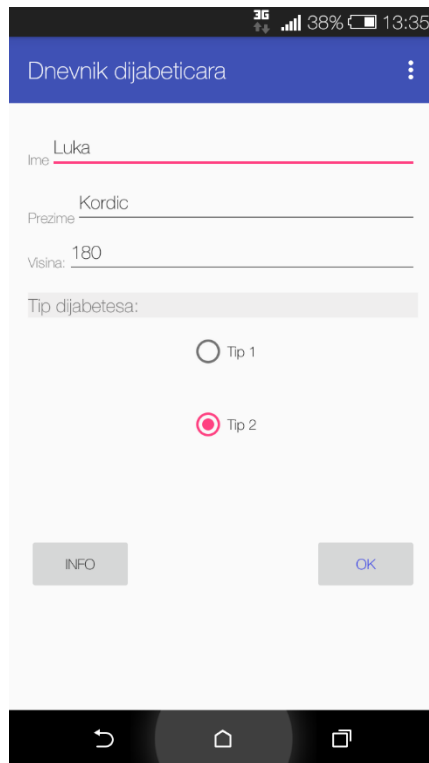 3G 38% 13:35
Dnevnik dijabeticara
Ime Luka
Prezime Kordic
Visina: 180
Tip dijabetesa:
Tip 1
Tip 2
INFO OK